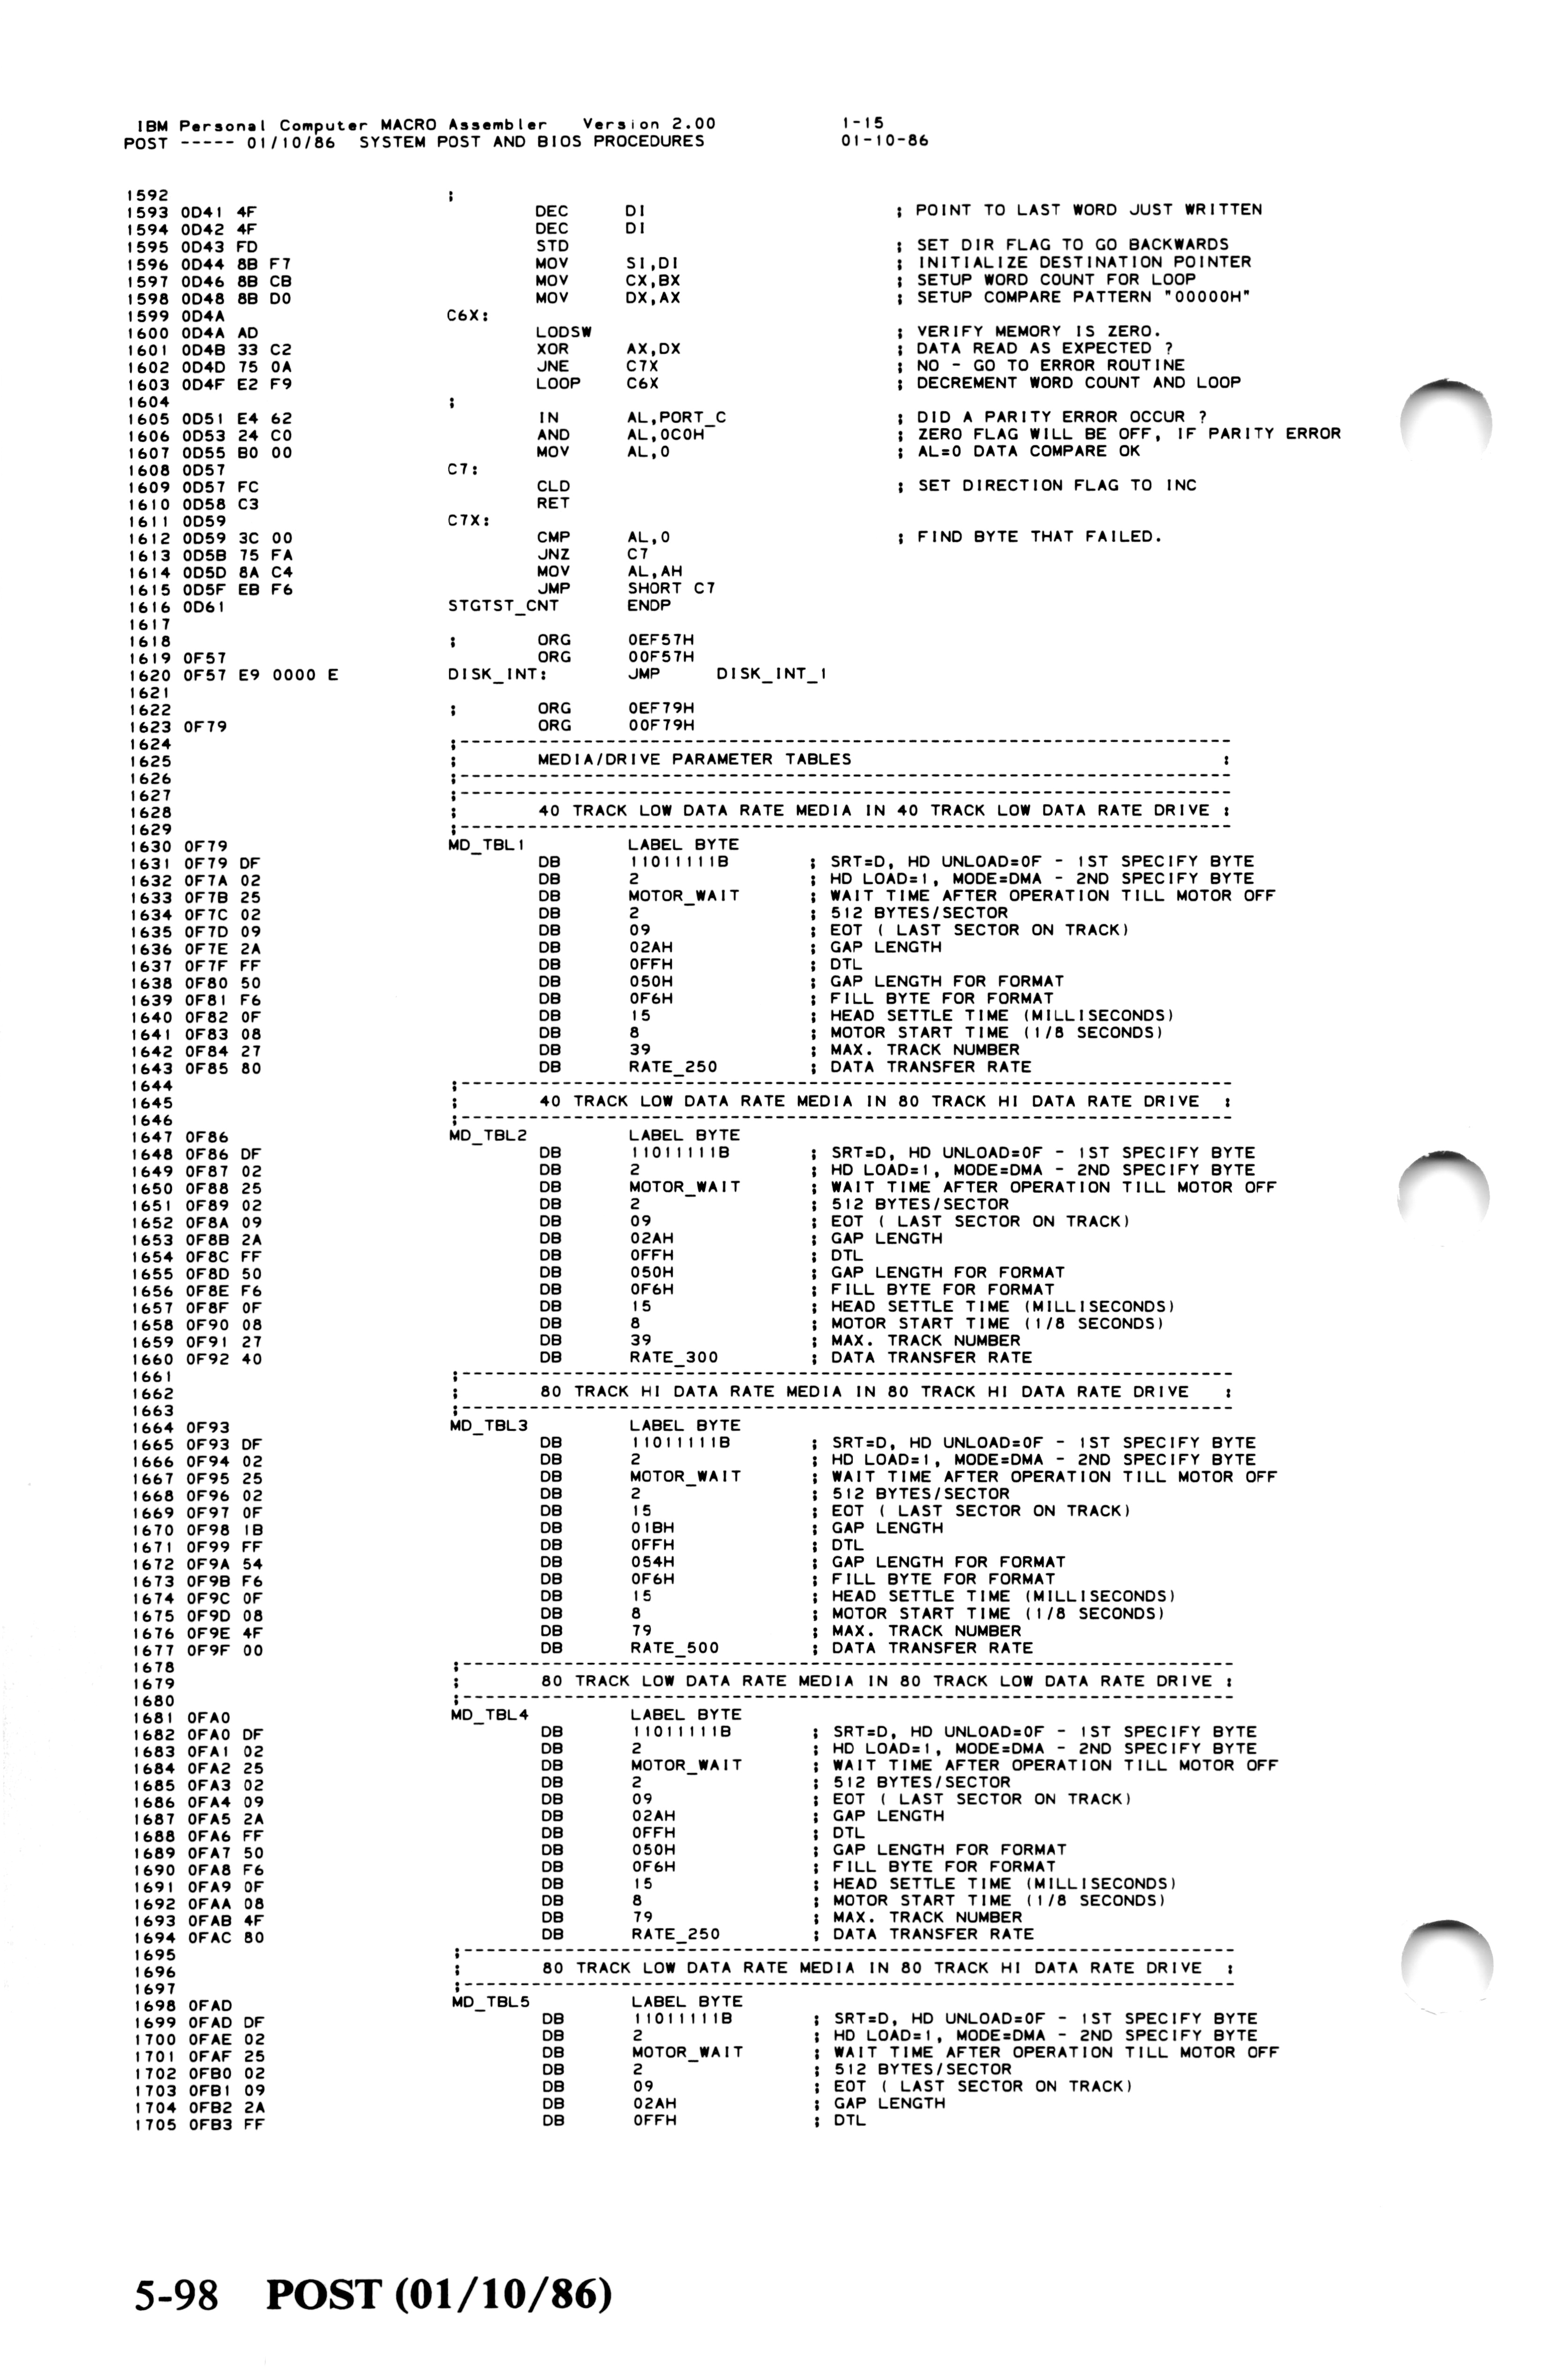 IBM Personal Computer MACRO Assembler   Version 2.00          1-15
POST ----- 01/10/86  SYSTEM POST AND BIOS PROCEDURES          01-10-86
1592                          ;
1593 0D41 4F                          DEC     DI                      ; POINT TO LAST WORD JUST WRITTEN
1594 0D42 4F                          DEC     DI
1595 0D43 FD                          STD                             ; SET DIR FLAG TO GO BACKWARDS
1596 0D44 8B F7                       MOV     SI,DI                   ; INITIALIZE DESTINATION POINTER
1597 0D46 8B CB                       MOV     CX,BX                   ; SETUP WORD COUNT FOR LOOP
1598 0D48 8B D0                       MOV     DX,AX                   ; SETUP COMPARE PATTERN "00000H"
1599 0D4A                     C6X:
1600 0D4A AD                          LODSW                           ; VERIFY MEMORY IS ZERO.
1601 0D4B 33 C2                       XOR     AX,DX                   ; DATA READ AS EXPECTED ?
1602 0D4D 75 0A                       JNE     C7X                     ; NO - GO TO ERROR ROUTINE
1603 0D4F E2 F9                       LOOP    C6X                     ; DECREMENT WORD COUNT AND LOOP
1604                          ;
1605 0D51 E4 62                       IN      AL,PORT_C               ; DID A PARITY ERROR OCCUR ?
1606 0D53 24 C0                       AND     AL,0C0H                 ; ZERO FLAG WILL BE OFF, IF PARITY ERROR
1607 0D55 B0 00                       MOV     AL,0                    ; AL=0 DATA COMPARE OK
1608 0D57                     C7:
1609 0D57 FC                          CLD                             ; SET DIRECTION FLAG TO INC
1610 0D58 C3                          RET
1611 0D59                     C7X:
1612 0D59 3C 00                       CMP     AL,0                    ; FIND BYTE THAT FAILED.
1613 0D5B 75 FA                       JNZ     C7
1614 0D5D 8A C4                       MOV     AL,AH
1615 0D5F EB F6                       JMP     SHORT C7
1616 0D61                     STGTST_CNT      ENDP
1617
1618                          ;       ORG     0EF57H
1619 0F57                             ORG     00F57H
1620 0F57 E9 0000 E           DISK_INT:       JMP     DISK_INT_1
1621
1622                          ;       ORG     0EF79H
1623 0F79                             ORG     00F79H
1624                          ;----------------------------------------------------------------------
1625                          ;       MEDIA/DRIVE PARAMETER TABLES                                  :
1626                          ;----------------------------------------------------------------------
1627                          ;----------------------------------------------------------------------
1628                          ;       40 TRACK LOW DATA RATE MEDIA IN 40 TRACK LOW DATA RATE DRIVE :
1629                          ;----------------------------------------------------------------------
1630 0F79                     MD_TBL1         LABEL BYTE
1631 0F79 DF                          DB      11011111B       ; SRT=D, HD UNLOAD=0F - 1ST SPECIFY BYTE
1632 0F7A 02                          DB      2               ; HD LOAD=1, MODE=DMA - 2ND SPECIFY BYTE
1633 0F7B 25                          DB      MOTOR_WAIT      ; WAIT TIME AFTER OPERATION TILL MOTOR OFF
1634 0F7C 02                          DB      2               ; 512 BYTES/SECTOR
1635 0F7D 09                          DB      09              ; EOT ( LAST SECTOR ON TRACK)
1636 0F7E 2A                          DB      02AH            ; GAP LENGTH
1637 0F7F FF                          DB      0FFH            ; DTL
1638 0F80 50                          DB      050H            ; GAP LENGTH FOR FORMAT
1639 0F81 F6                          DB      0F6H            ; FILL BYTE FOR FORMAT
1640 0F82 0F                          DB      15              ; HEAD SETTLE TIME (MILLISECONDS)
1641 0F83 08                          DB      8               ; MOTOR START TIME (1/8 SECONDS)
1642 0F84 27                          DB      39              ; MAX. TRACK NUMBER
1643 0F85 80                          DB      RATE_250        ; DATA TRANSFER RATE
1644                          ;----------------------------------------------------------------------
1645                          ;       40 TRACK LOW DATA RATE MEDIA IN 80 TRACK HI DATA RATE DRIVE  :
1646                          ;----------------------------------------------------------------------
1647 0F86                     MD_TBL2         LABEL BYTE
1648 0F86 DF                          DB      11011111B       ; SRT=D, HD UNLOAD=0F - 1ST SPECIFY BYTE
1649 0F87 02                          DB      2               ; HD LOAD=1, MODE=DMA - 2ND SPECIFY BYTE
1650 0F88 25                          DB      MOTOR_WAIT      ; WAIT TIME AFTER OPERATION TILL MOTOR OFF
1651 0F89 02                          DB      2               ; 512 BYTES/SECTOR
1652 0F8A 09                          DB      09              ; EOT ( LAST SECTOR ON TRACK)
1653 0F8B 2A                          DB      02AH            ; GAP LENGTH
1654 0F8C FF                          DB      0FFH            ; DTL
1655 0F8D 50                          DB      050H            ; GAP LENGTH FOR FORMAT
1656 0F8E F6                          DB      0F6H            ; FILL BYTE FOR FORMAT
1657 0F8F 0F                          DB      15              ; HEAD SETTLE TIME (MILLISECONDS)
1658 0F90 08                          DB      8               ; MOTOR START TIME (1/8 SECONDS)
1659 0F91 27                          DB      39              ; MAX. TRACK NUMBER
1660 0F92 40                          DB      RATE_300        ; DATA TRANSFER RATE
1661                          ;----------------------------------------------------------------------
1662                          ;       80 TRACK HI DATA RATE MEDIA IN 80 TRACK HI DATA RATE DRIVE   :
1663                          ;----------------------------------------------------------------------
1664 0F93                     MD_TBL3         LABEL BYTE
1665 0F93 DF                          DB      11011111B       ; SRT=D, HD UNLOAD=0F - 1ST SPECIFY BYTE
1666 0F94 02                          DB      2               ; HD LOAD=1, MODE=DMA - 2ND SPECIFY BYTE
1667 0F95 25                          DB      MOTOR_WAIT      ; WAIT TIME AFTER OPERATION TILL MOTOR OFF
1668 0F96 02                          DB      2               ; 512 BYTES/SECTOR
1669 0F97 0F                          DB      15              ; EOT ( LAST SECTOR ON TRACK)
1670 0F98 1B                          DB      01BH            ; GAP LENGTH
1671 0F99 FF                          DB      0FFH            ; DTL
1672 0F9A 54                          DB      054H            ; GAP LENGTH FOR FORMAT
1673 0F9B F6                          DB      0F6H            ; FILL BYTE FOR FORMAT
1674 0F9C 0F                          DB      15              ; HEAD SETTLE TIME (MILLISECONDS)
1675 0F9D 08                          DB      8               ; MOTOR START TIME (1/8 SECONDS)
1676 0F9E 4F                          DB      79              ; MAX. TRACK NUMBER
1677 0F9F 00                          DB      RATE_500        ; DATA TRANSFER RATE
1678                          ;----------------------------------------------------------------------
1679                          ;       80 TRACK LOW DATA RATE MEDIA IN 80 TRACK LOW DATA RATE DRIVE :
1680                          ;----------------------------------------------------------------------
1681 0FA0                     MD_TBL4         LABEL BYTE
1682 0FA0 DF                          DB      11011111B       ; SRT=D, HD UNLOAD=0F - 1ST SPECIFY BYTE
1683 0FA1 02                          DB      2               ; HD LOAD=1, MODE=DMA - 2ND SPECIFY BYTE
1684 0FA2 25                          DB      MOTOR_WAIT      ; WAIT TIME AFTER OPERATION TILL MOTOR OFF
1685 0FA3 02                          DB      2               ; 512 BYTES/SECTOR
1686 0FA4 09                          DB      09              ; EOT ( LAST SECTOR ON TRACK)
1687 0FA5 2A                          DB      02AH            ; GAP LENGTH
1688 0FA6 FF                          DB      0FFH            ; DTL
1689 0FA7 50                          DB      050H            ; GAP LENGTH FOR FORMAT
1690 0FA8 F6                          DB      0F6H            ; FILL BYTE FOR FORMAT
1691 0FA9 0F                          DB      15              ; HEAD SETTLE TIME (MILLISECONDS)
1692 0FAA 08                          DB      8               ; MOTOR START TIME (1/8 SECONDS)
1693 0FAB 4F                          DB      79              ; MAX. TRACK NUMBER
1694 0FAC 80                          DB      RATE_250        ; DATA TRANSFER RATE
1695                          ;----------------------------------------------------------------------
1696                          ;       80 TRACK LOW DATA RATE MEDIA IN 80 TRACK HI DATA RATE DRIVE  :
1697                          ;----------------------------------------------------------------------
1698 0FAD                     MD_TBL5         LABEL BYTE
1699 0FAD DF                          DB      11011111B       ; SRT=D, HD UNLOAD=0F - 1ST SPECIFY BYTE
1700 0FAE 02                          DB      2               ; HD LOAD=1, MODE=DMA - 2ND SPECIFY BYTE
1701 0FAF 25                          DB      MOTOR_WAIT      ; WAIT TIME AFTER OPERATION TILL MOTOR OFF
1702 0FB0 02                          DB      2               ; 512 BYTES/SECTOR
1703 0FB1 09                          DB      09              ; EOT ( LAST SECTOR ON TRACK)
1704 0FB2 2A                          DB      02AH            ; GAP LENGTH
1705 0FB3 FF                          DB      0FFH            ; DTL
5-98   POST (01/10/86)